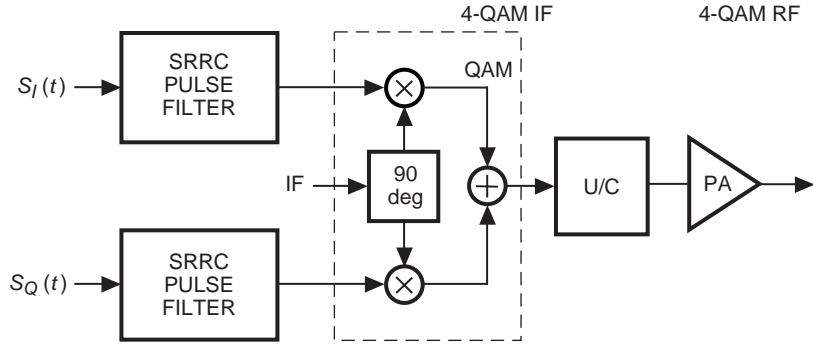 4-QAM IF
4-QAM RF
SRRC
PULSE
FILTER
S_I (t)
QAM
×
IF
90
deg
+
U/C
PA
SRRC
PULSE
FILTER
S_Q (t)
×